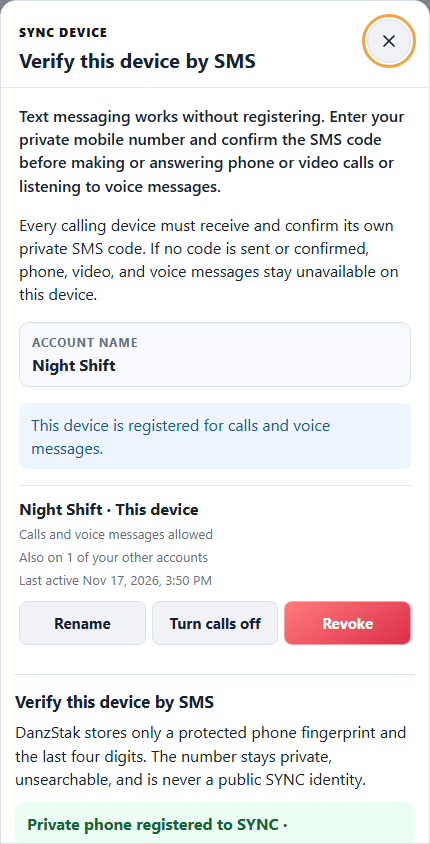 SYNC DEVICE
Verify this device by SMS
Text messaging works without registering. Enter your
private mobile number and confirm the SMS code
before making or answering phone or video calls or
listening to voice messages.
Every calling device must receive and confirm its own
private SMS code. If no code is sent or confirmed,
phone, video, and voice messages stay unavailable on
this device.
ACCOUNT NAME
Night Shift
This device is registered for calls and voice
messages.
Night Shift · This device
Calls and voice messages allowed
Also on 1 of your other accounts
Last active Nov 17, 2026, 3:50 PM
Rename
Turn calls off
Revoke
Verify this device by SMS
DanzStak stores only a protected phone fingerprint and
the last four digits. The number stays private,
unsearchable, and is never a public SYNC identity.
Private phone registered to SYNC ·